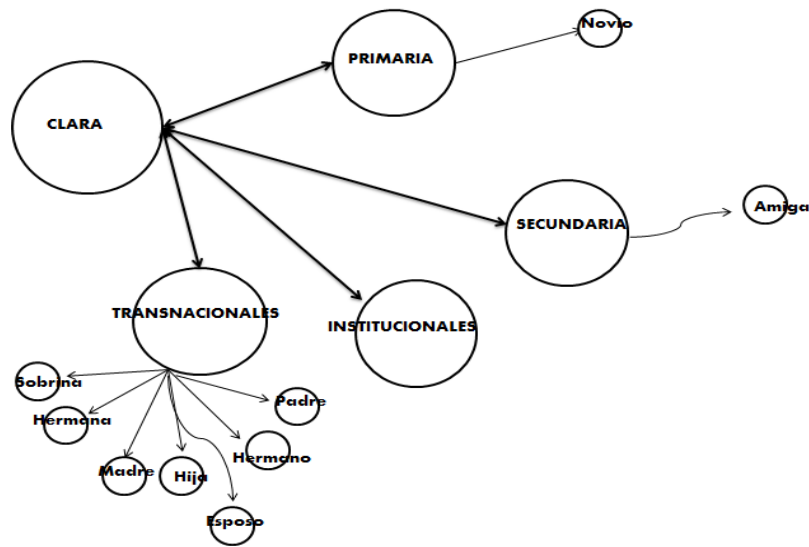 Novio
PRIMARIA
CLARA
Amiga
SECUNDARIA
TRANSNACIONALES
INSTITUCIONALES
Sobrina
Padre
Hermana
Hermano
Madre
Hija
Esposo